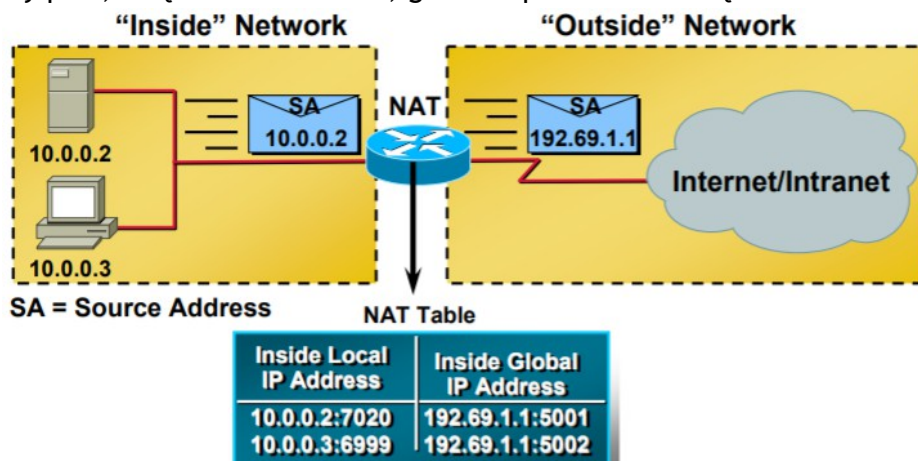 “Inside” Network
“Outside” Network
SA
10.0.0.2
NAT
SA
192.69.1.1
10.0.0.2
Internet/Intranet
10.0.0.3
SA = Source Address
NAT Table
Inside Local
IP Address
Inside Global
IP Address
10.0.0.2:7020
192.69.1.1:5001
10.0.0.3:6999
192.69.1.1:5002